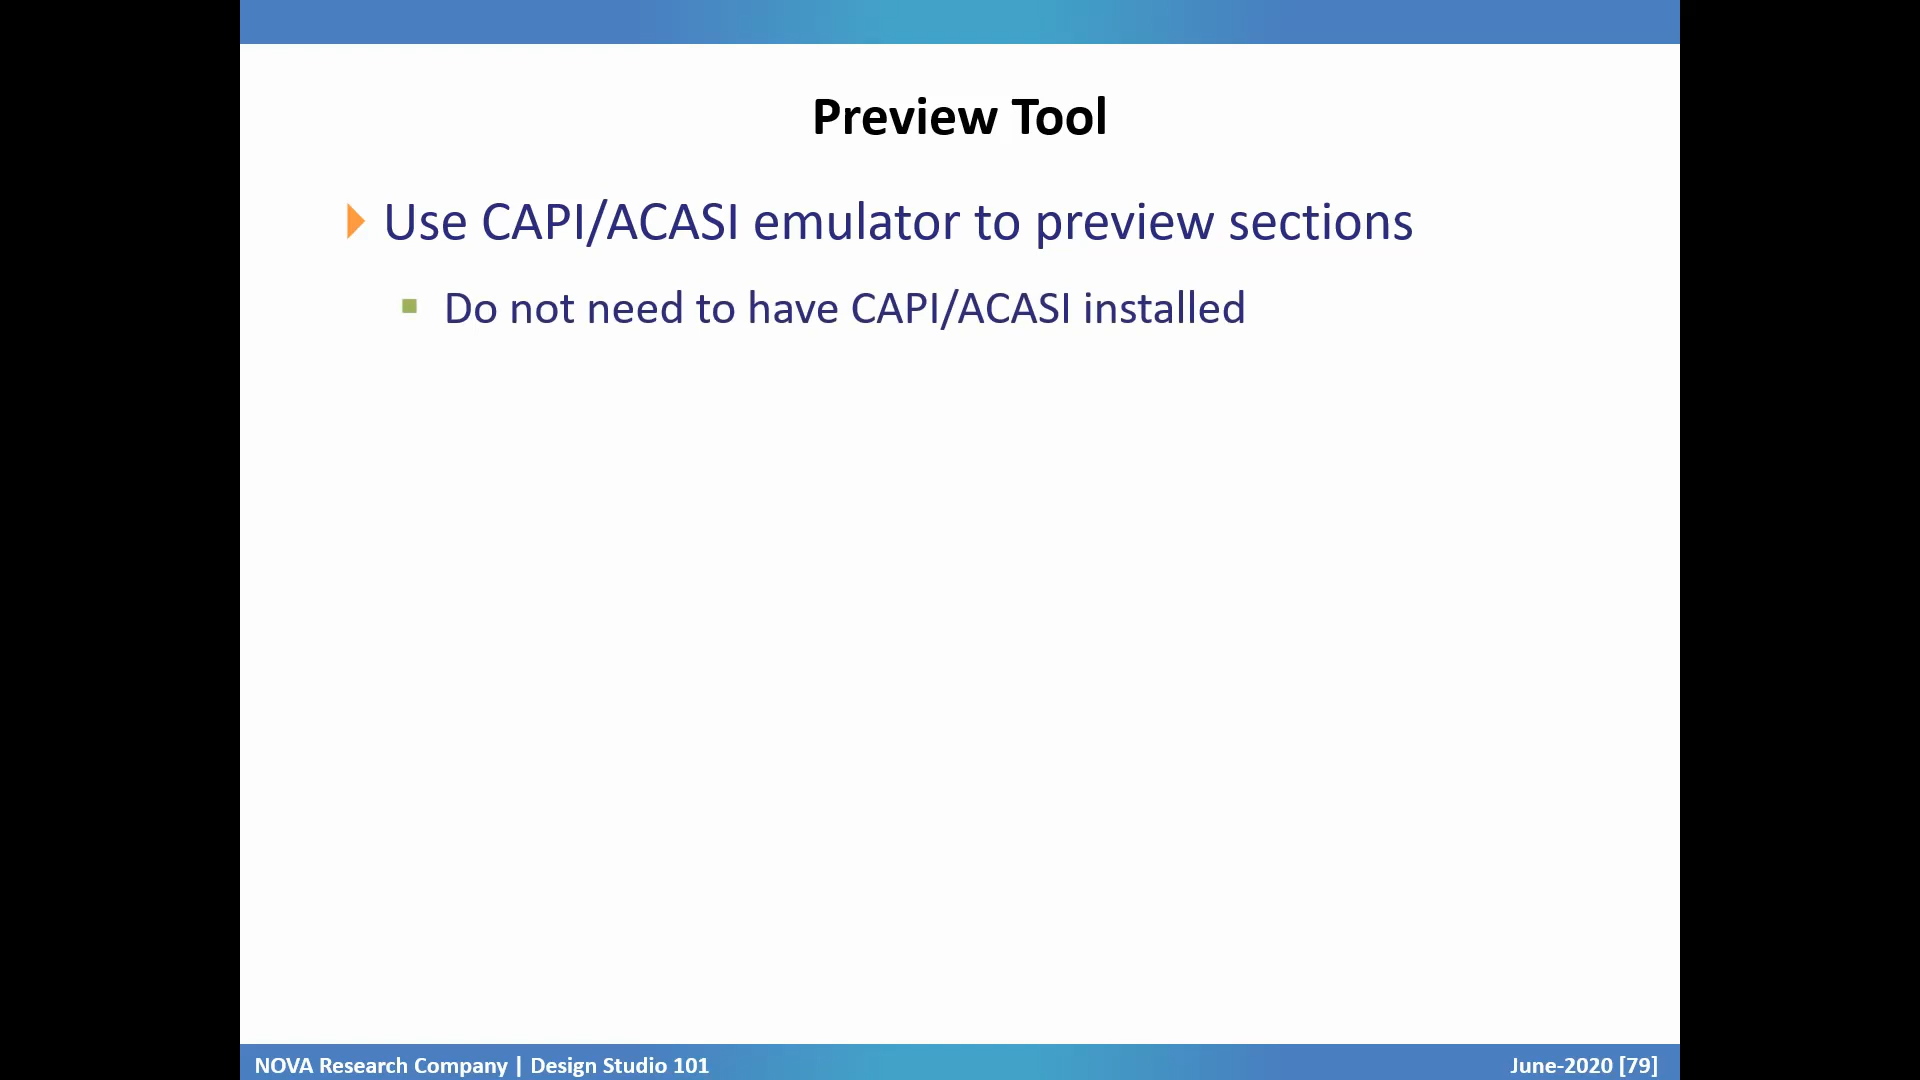 Preview Tool
Use CAPI/ACASI emulator to preview sections
Do not need to have CAPI/ACASI installed
NOVA Research Company | Design Studio 101
June-2020 [79]